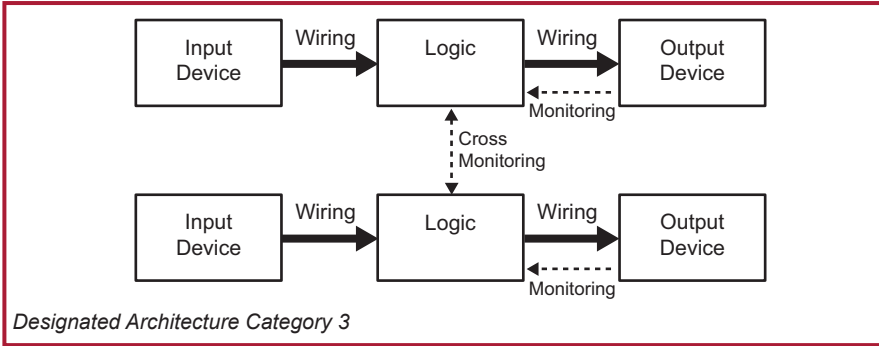 Input
Device
Wiring
Logic
Wiring
Output
Device
Monitoring
Cross
Monitoring
Input
Device
Wiring
Logic
Wiring
Output
Device
Monitoring
Designated Architecture Category 3